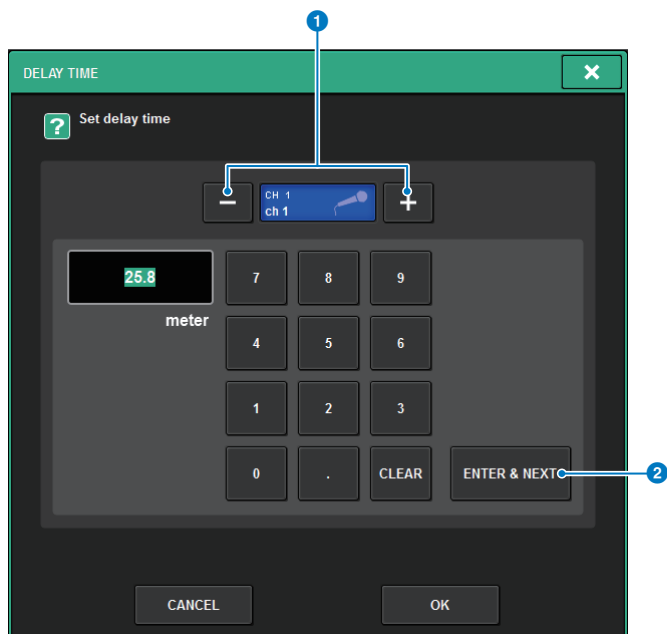 1
DELAY TIME
×
? Set delay time
− CH 1 +
ch 1
25.8 7 8 9
meter
4 5 6
1 2 3
0 . CLEAR ENTER & NEXT 2
CANCEL OK